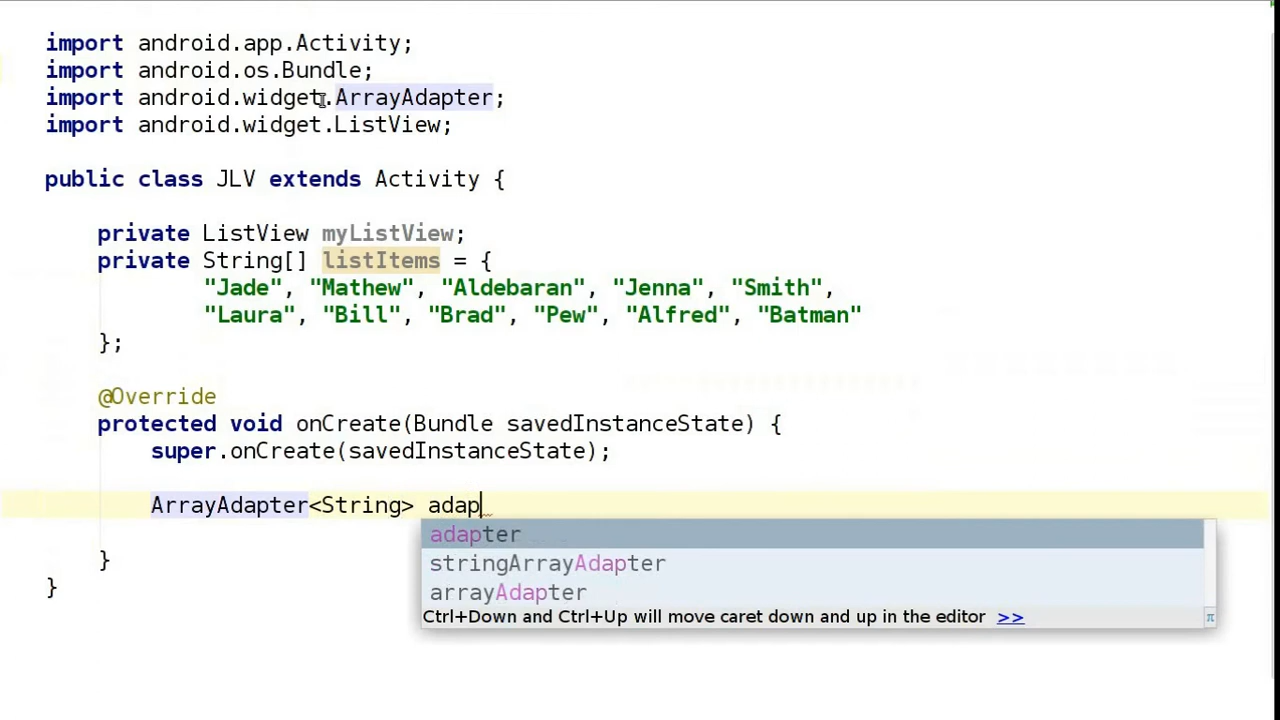 import android.app.Activity;
import android.os.Bundle;
import android.widget.ArrayAdapter;
import android.widget.ListView;
public class JLV extends Activity {
private ListView myListView;
private String[] listItems = {
"Jade", "Mathew", "Aldebaran", "Jenna", "Smith",
"Laura", "Bill", "Brad", "Pew", "Alfred", "Batman"
};
@Override
protected void onCreate(Bundle savedInstanceState) {
super.onCreate(savedInstanceState);
ArrayAdapter<String> adap
adapter
stringArrayAdapter
arrayAdapter
Ctrl+Down and Ctrl+Up will move caret down and up in the editor >> π
}
}